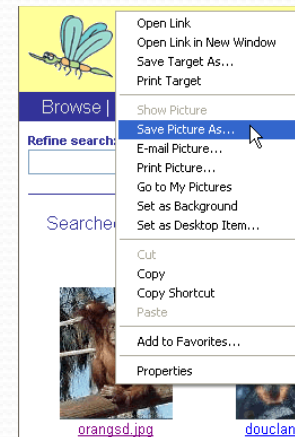 Open Link
Open Link in New Window
Save Target As...
Print Target
Show Picture
Browse |
Save Picture As...
Refine search:
E-mail Picture...
Print Picture...
Go to My Pictures
Set as Background
Searche
Set as Desktop Item...
Cut
Copy
Copy Shortcut
Paste
Add to Favorites...
Properties
orangsd.jpg
douclan